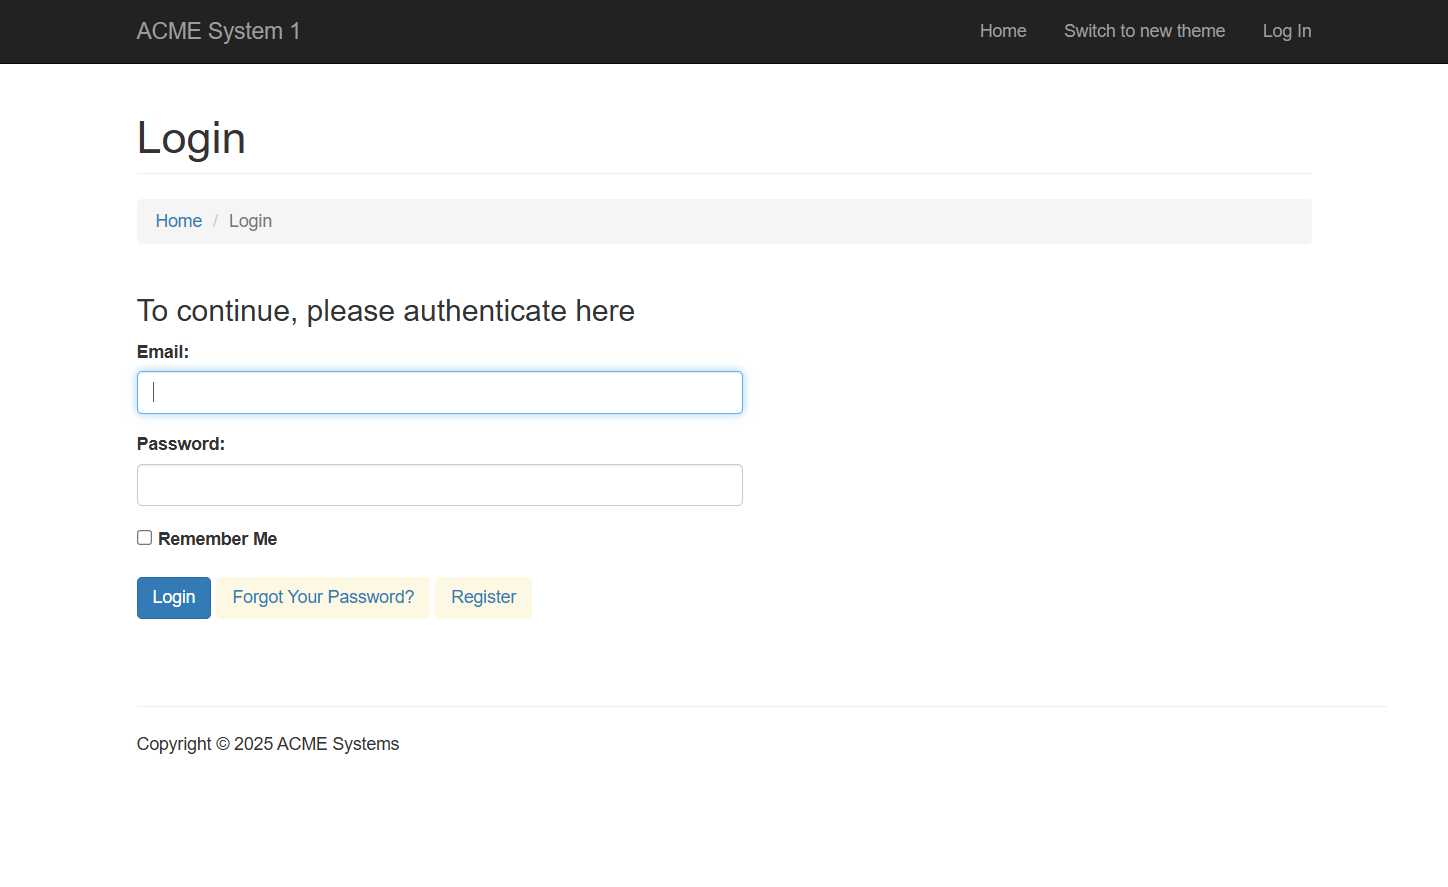 ACME System 1
Home Switch to new theme Log In
Login
Home / Login
To continue, please authenticate here
Email:
Password:
Remember Me
Login Forgot Your Password? Register
Copyright © 2025 ACME Systems